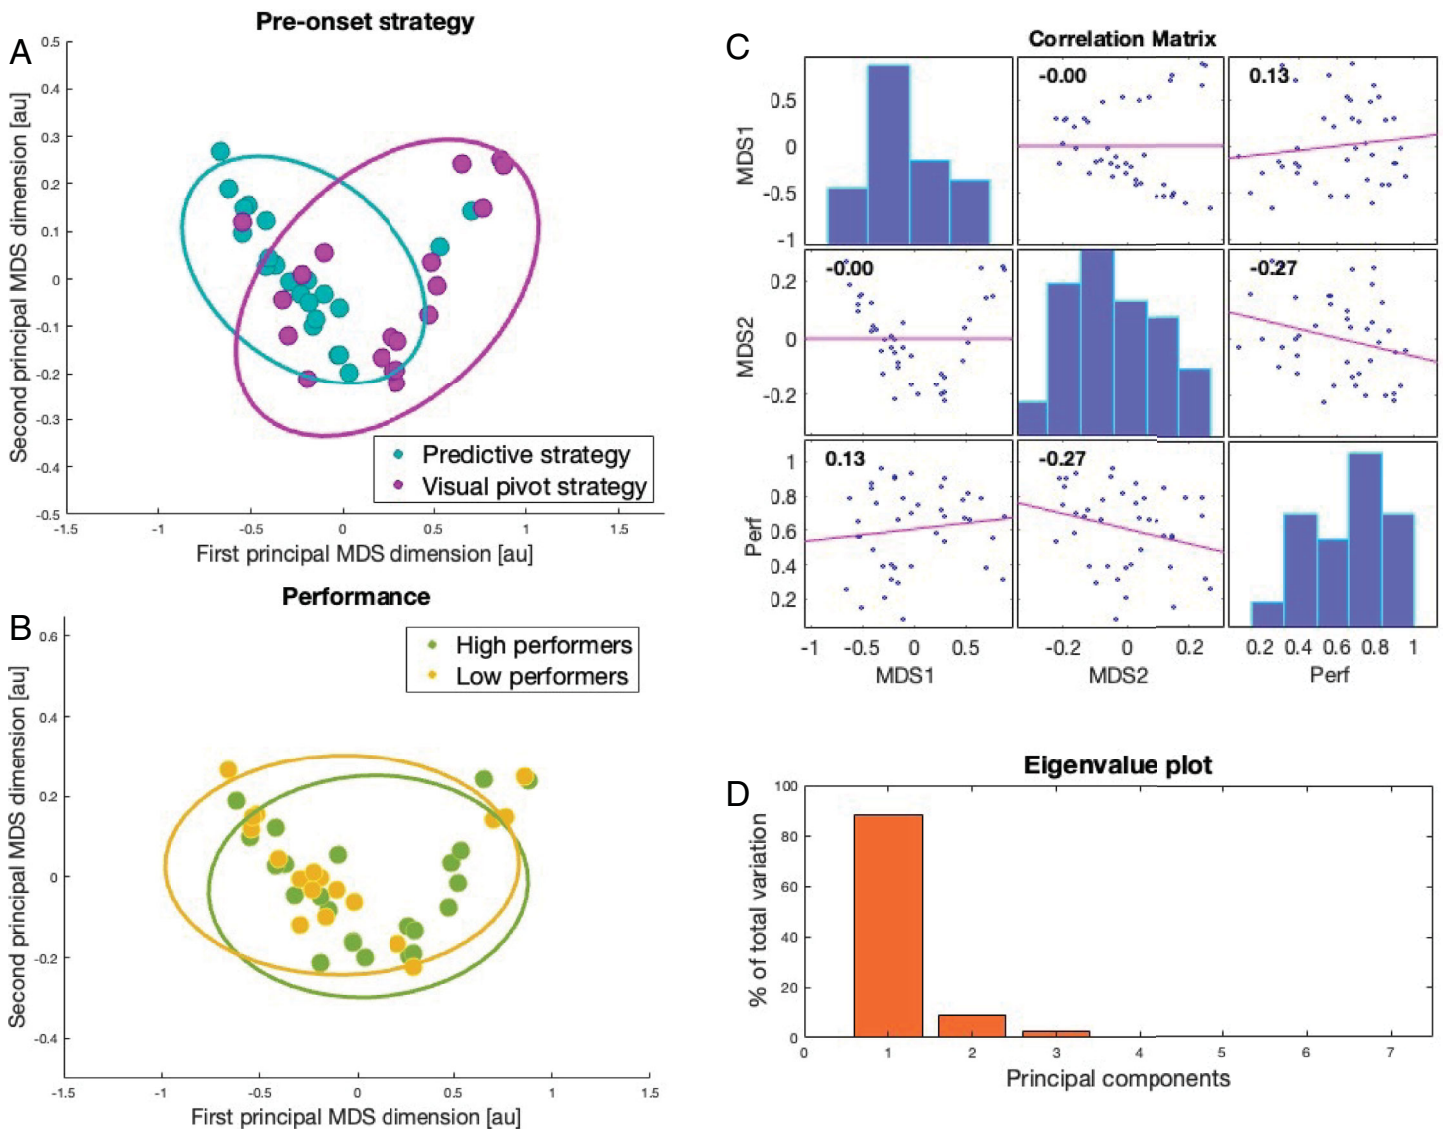 Pre-onset strategy
A
Second principal MDS dimension [au]
0.5
0.4
0.3
0.2
0.1
0
-0.1
-0.2
-0.3
-0.4
-0.5
-1.5 -1 -0.5 0 0.5 1 1.5
First principal MDS dimension [au]
Predictive strategy
Visual pivot strategy
Performance
B
Second principal MDS dimension [au]
0.6
0.4
0.2
0
-0.2
-0.4
-1.5 -1 -0.5 0 0.5 1 1.5
First principal MDS dimension [au]
High performers
Low performers
C
Correlation Matrix
MDS1
0.5
0
-0.5
-1
-0.00
0.13
MDS2
0.2
0
-0.2
-0.00
-0.27
Perf
1
0.8
0.6
0.4
0.2
0.13
-0.27
-1 -0.5 0 0.5
-0.2 0 0.2
0.2 0.4 0.6 0.8 1
MDS1 MDS2 Perf
D
Eigenvalue plot
% of total variation
100
80
60
40
20
0
0 1 2 3 4 5 6 7
Principal components